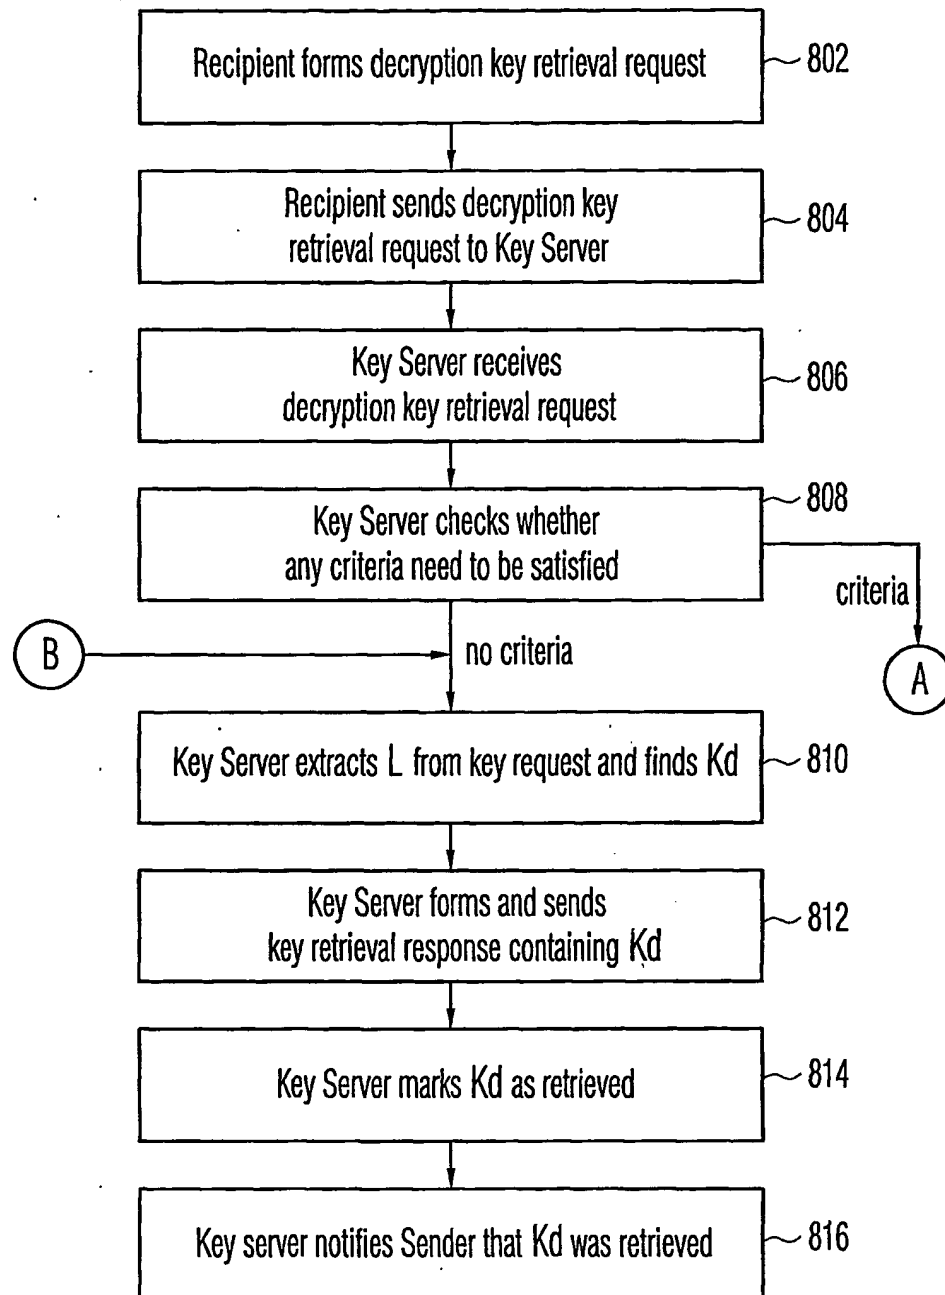 Recipient forms decryption key retrieval request
802
Recipient sends decryption key
retrieval request to Key Server
804
Key Server receives
decryption key retrieval request
806
Key Server checks whether
any criteria need to be satisfied
808
criteria
A
B
no criteria
Key Server extracts L from key request and finds Kd
810
Key Server forms and sends
key retrieval response containing Kd
812
Key Server marks Kd as retrieved
814
Key server notifies Sender that Kd was retrieved
816